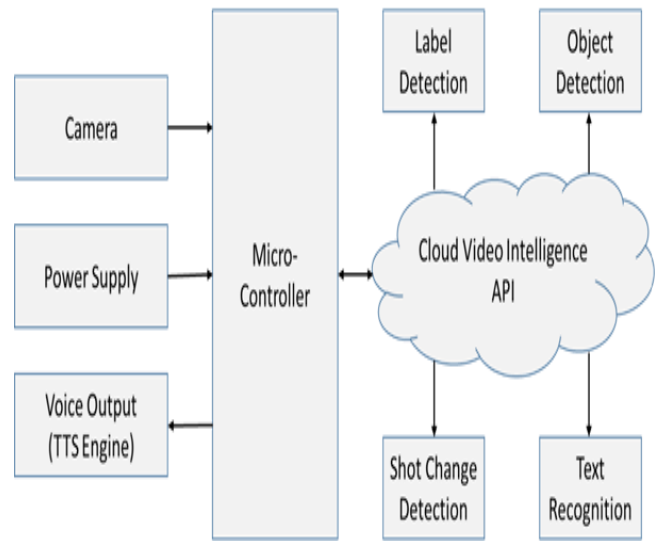 Camera
Power Supply
Voice Output
(TTS Engine)
Micro-
Controller
Label
Detection
Object
Detection
Cloud Video Intelligence
API
Shot Change
Detection
Text
Recognition